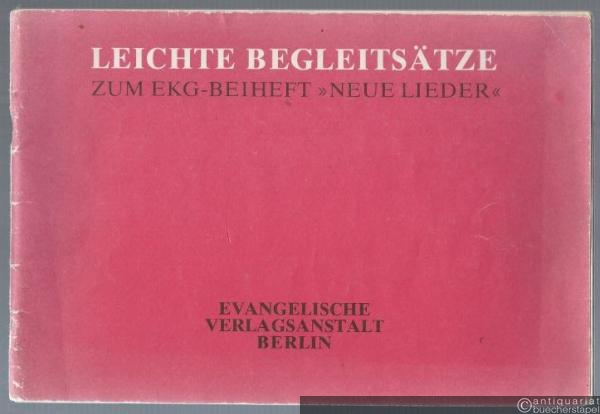 LEICHTE BEGLEITSÄTZE
ZUM EKG-BEIHEFT »NEUE LIEDER«
EVANGELISCHE
VERLAGSANSTALT
BERLIN
© antiquariat
buecherstapel